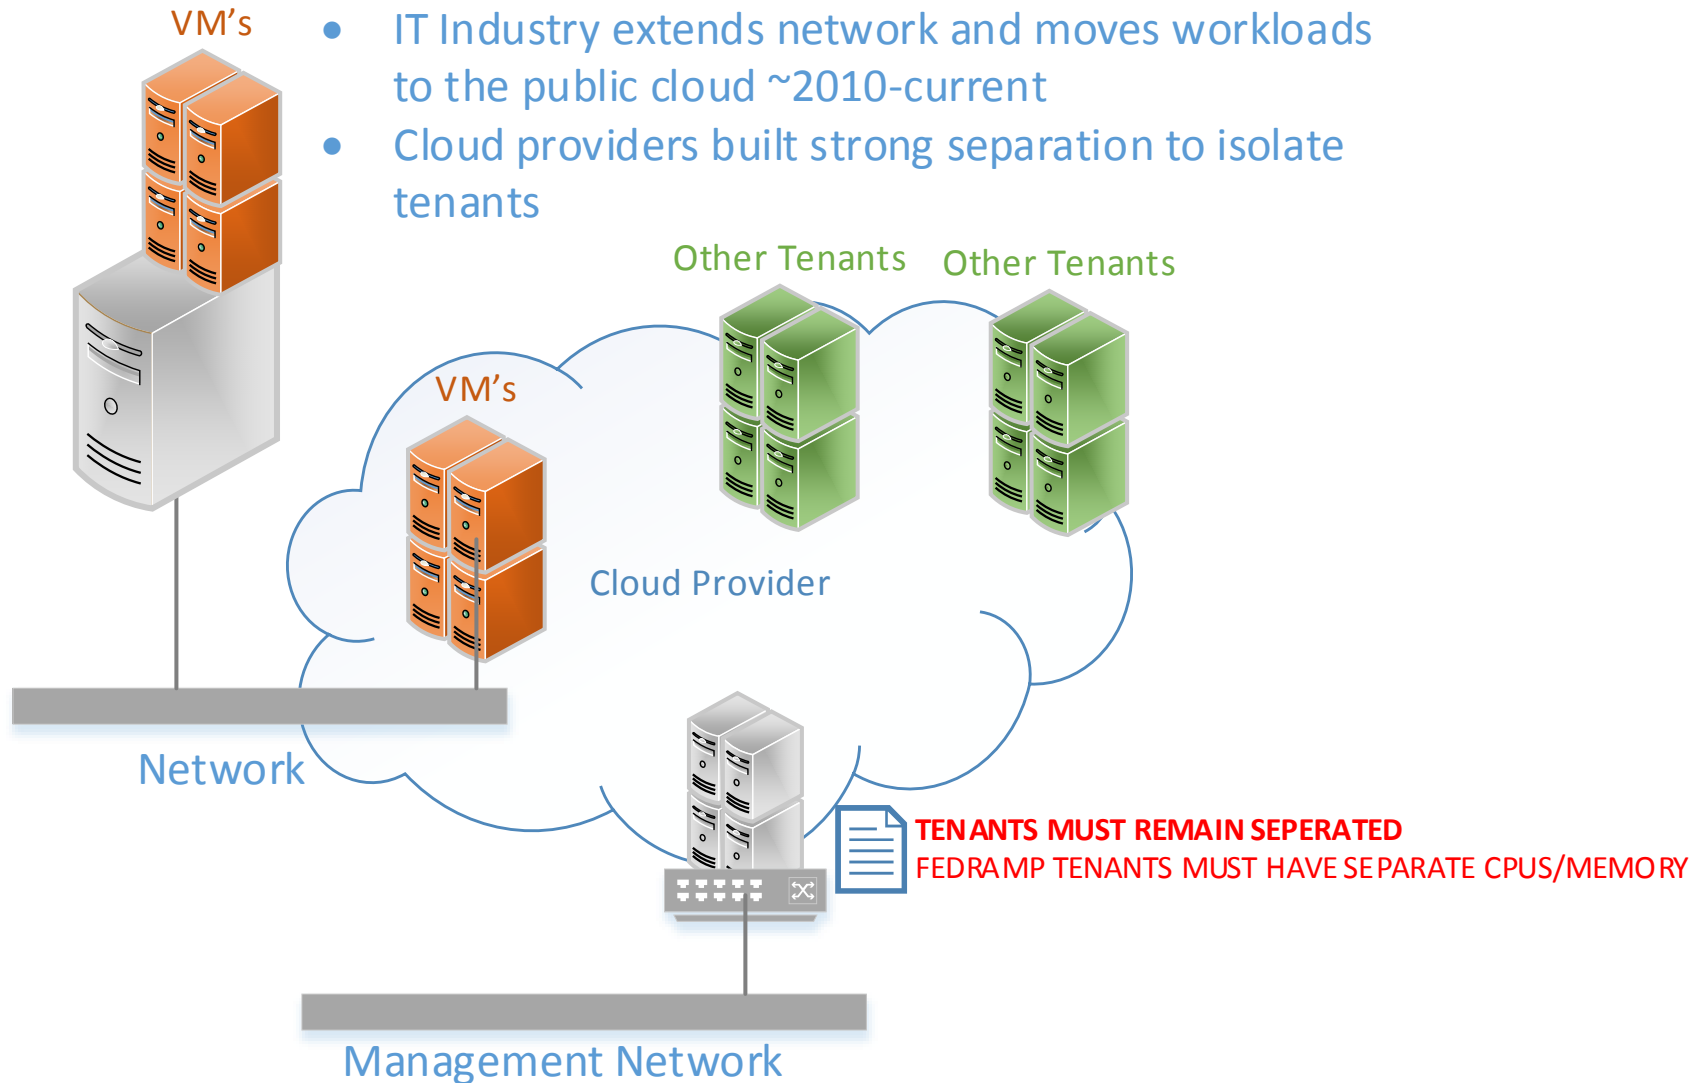 VM’s
• IT Industry extends network and moves workloads
to the public cloud ~2010-current
• Cloud providers built strong separation to isolate
tenants
Other Tenants
Other Tenants
VM’s
Cloud Provider
Network
TENANTS MUST REMAIN SEPERATED
FEDRAMP TENANTS MUST HAVE SEPARATE CPUS/MEMORY
Management Network